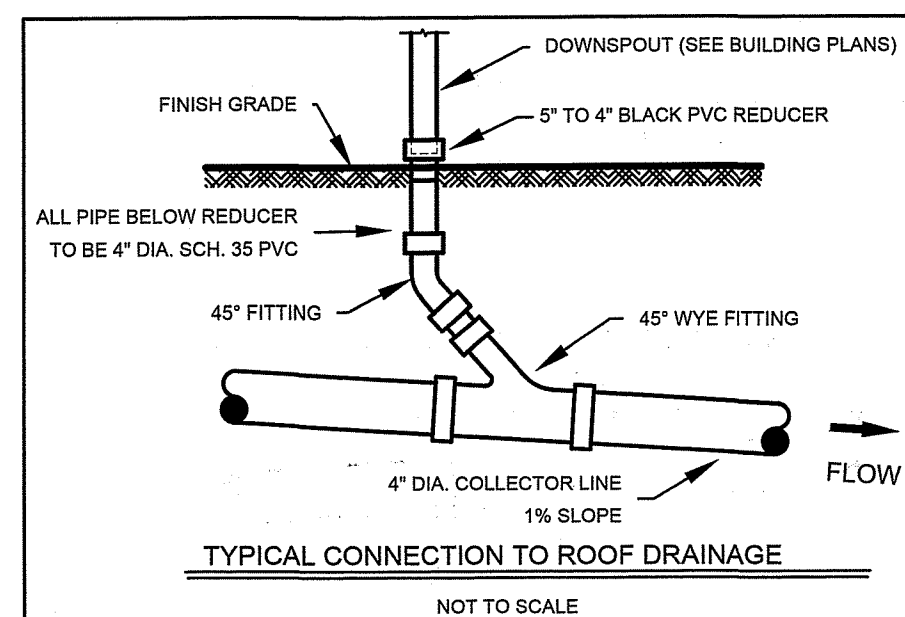 DOWNSPOUT (SEE BUILDING PLANS)
FINISH GRADE
5" TO 4" BLACK PVC REDUCER
ALL PIPE BELOW REDUCER
TO BE 4" DIA. SCH. 35 PVC
45° FITTING
45° WYE FITTING
4" DIA. COLLECTOR LINE
1% SLOPE
FLOW
TYPICAL CONNECTION TO ROOF DRAINAGE
NOT TO SCALE